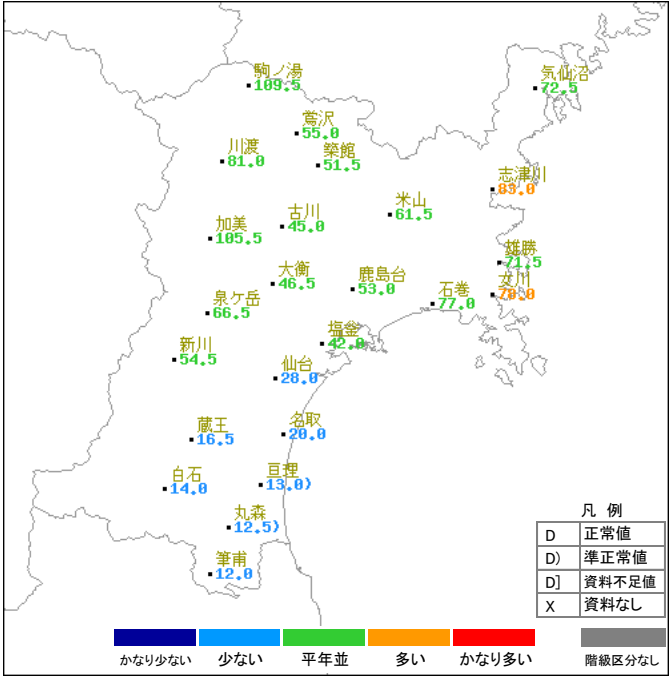 駒ノ湯
109.5
気仙沼
72.5
鶯沢
55.0
川渡
81.0
築館
51.5
志津川
83.0
米山
61.5
古川
45.0
加美
105.5
雄勝
71.5
大衡
46.5
鹿島台
53.0
女川
70.0
石巻
77.0
泉ケ岳
66.5
塩釜
42.0
新川
54.5
仙台
28.0
名取
20.0
蔵王
16.5
白石
14.0
亘理
13.0)
丸森
12.5)
筆甫
12.0
凡 例
D 正常値
D) 準正常値
D] 資料不足値
X 資料なし
かなり少ない 少ない 平年並 多い かなり多い 階級区分なし